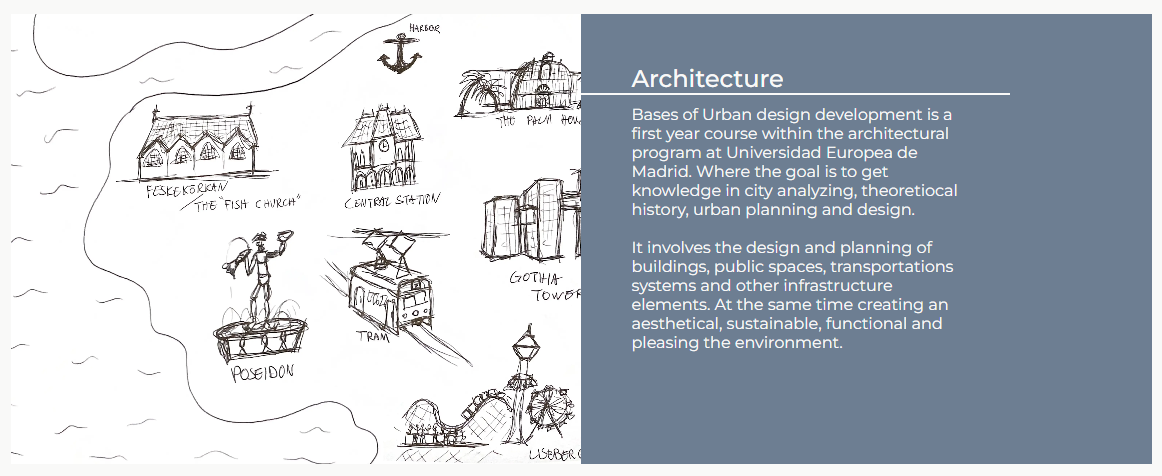 HARBOR
THE PALM HOU
FESKEKÖRKAN
THE "FISH CHURCH"
CENTRAL STATION
GOTHIA
TOWER
TRAM
POSEIDON
LISEBERG
Architecture
Bases of Urban design development is a
first year course within the architectural
program at Universidad Europea de
Madrid. Where the goal is to get
knowledge in city analyzing, theoretiocal
history, urban planning and design.
It involves the design and planning of
buildings, public spaces, transportations
systems and other infrastructure
elements. At the same time creating an
aesthetical, sustainable, functional and
pleasing the environment.